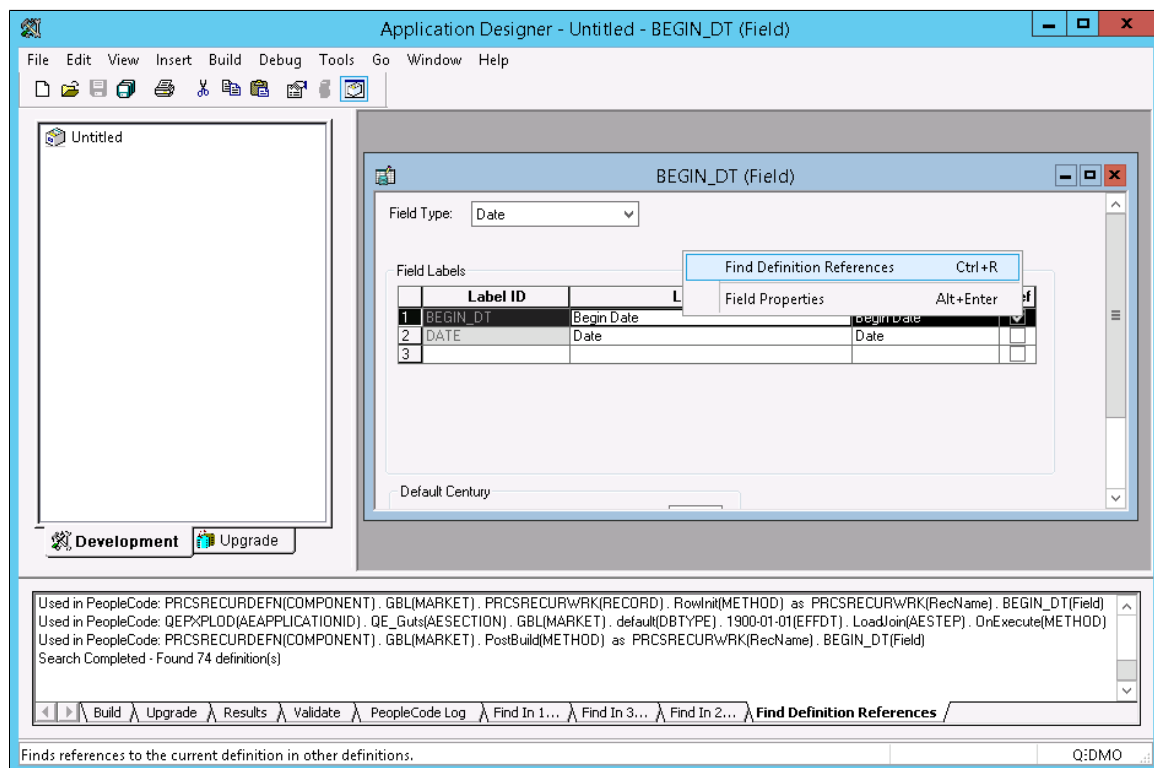 Application Designer - Untitled - BEGIN_DT (Field)
File Edit View Insert Build Debug Tools Go Window Help
Untitled
BEGIN_DT (Field)
Field Type: Date
Find Definition References Ctrl+R
Field Properties Alt+Enter
Field Labels
Label ID L ef
1 BEGIN_DT Begin Date Begin Date
2 DATE Date Date
3
Default Century
Development Upgrade
Used in PeopleCode: PRCSRECURDEFN(COMPONENT) . GBL(MARKET) . PRCSRECURWRK(RECORD) . RowInit(METHOD) as PRCSRECURWRK(RecName) . BEGIN_DT(Field)
Used in PeopleCode: QEPXPLOD(AEAPPLICATIONID) . QE_Guts(AESECTION) . GBL(MARKET) . default(DBTYPE) . 1900-01-01(EFFDT) . LoadJoin(AESTEP) . OnExecute(METHOD)
Used in PeopleCode: PRCSRECURDEFN(COMPONENT) . GBL(MARKET) . PostBuild(METHOD) as PRCSRECURWRK(RecName) . BEGIN_DT(Field)
Search Completed - Found 74 definition(s)
Build Upgrade Results Validate PeopleCode Log Find In 1... Find In 3... Find In 2... Find Definition References
Finds references to the current definition in other definitions. QEDMO